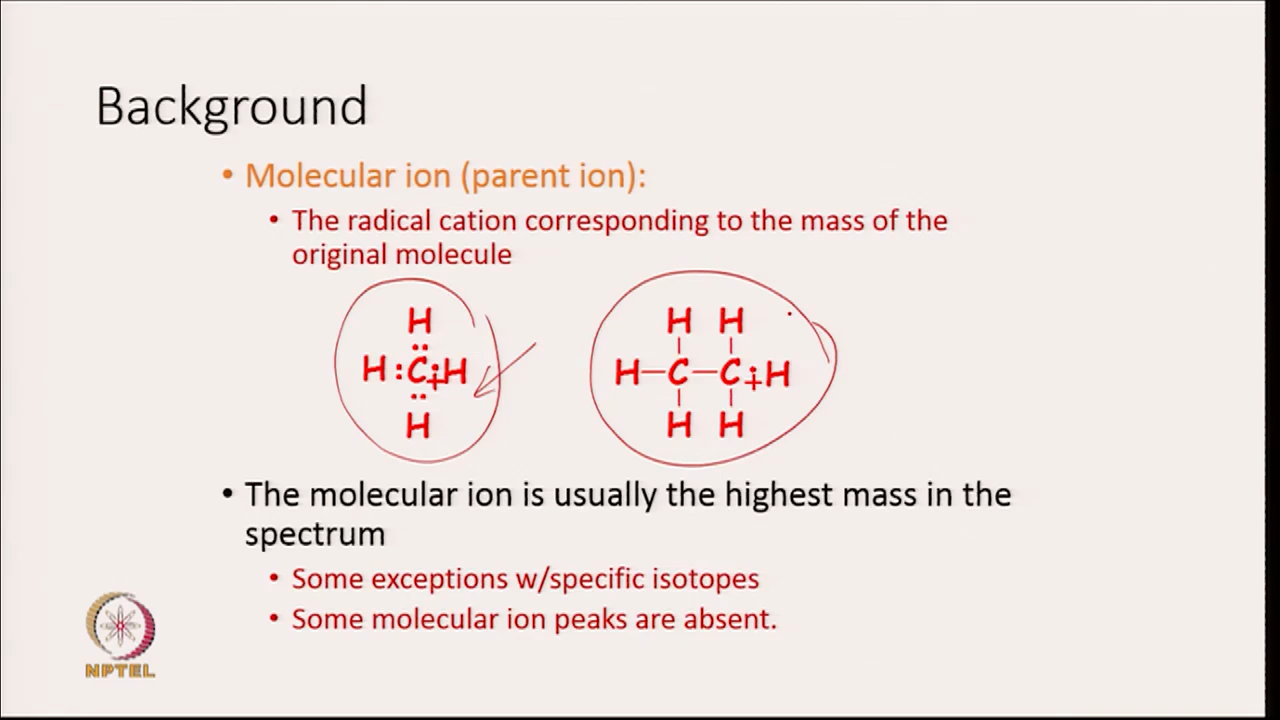 Background
• Molecular ion (parent ion):
• The radical cation corresponding to the mass of the
original molecule
H H H
H :C+H H—C—C+H
H H H
• The molecular ion is usually the highest mass in the
spectrum
• Some exceptions w/specific isotopes
• Some molecular ion peaks are absent.
NPTEL